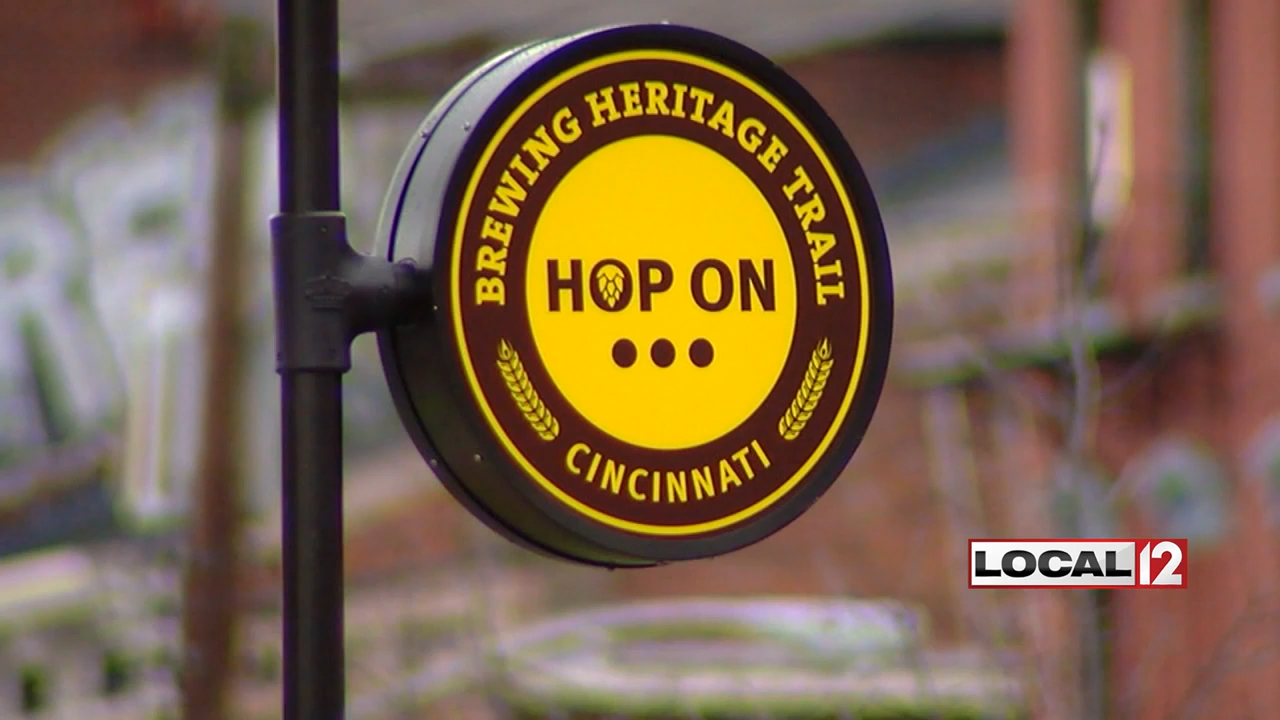 BREWING HERITAGE TRAIL
HOP ON
•••
CINCINNATI
LOCAL 12